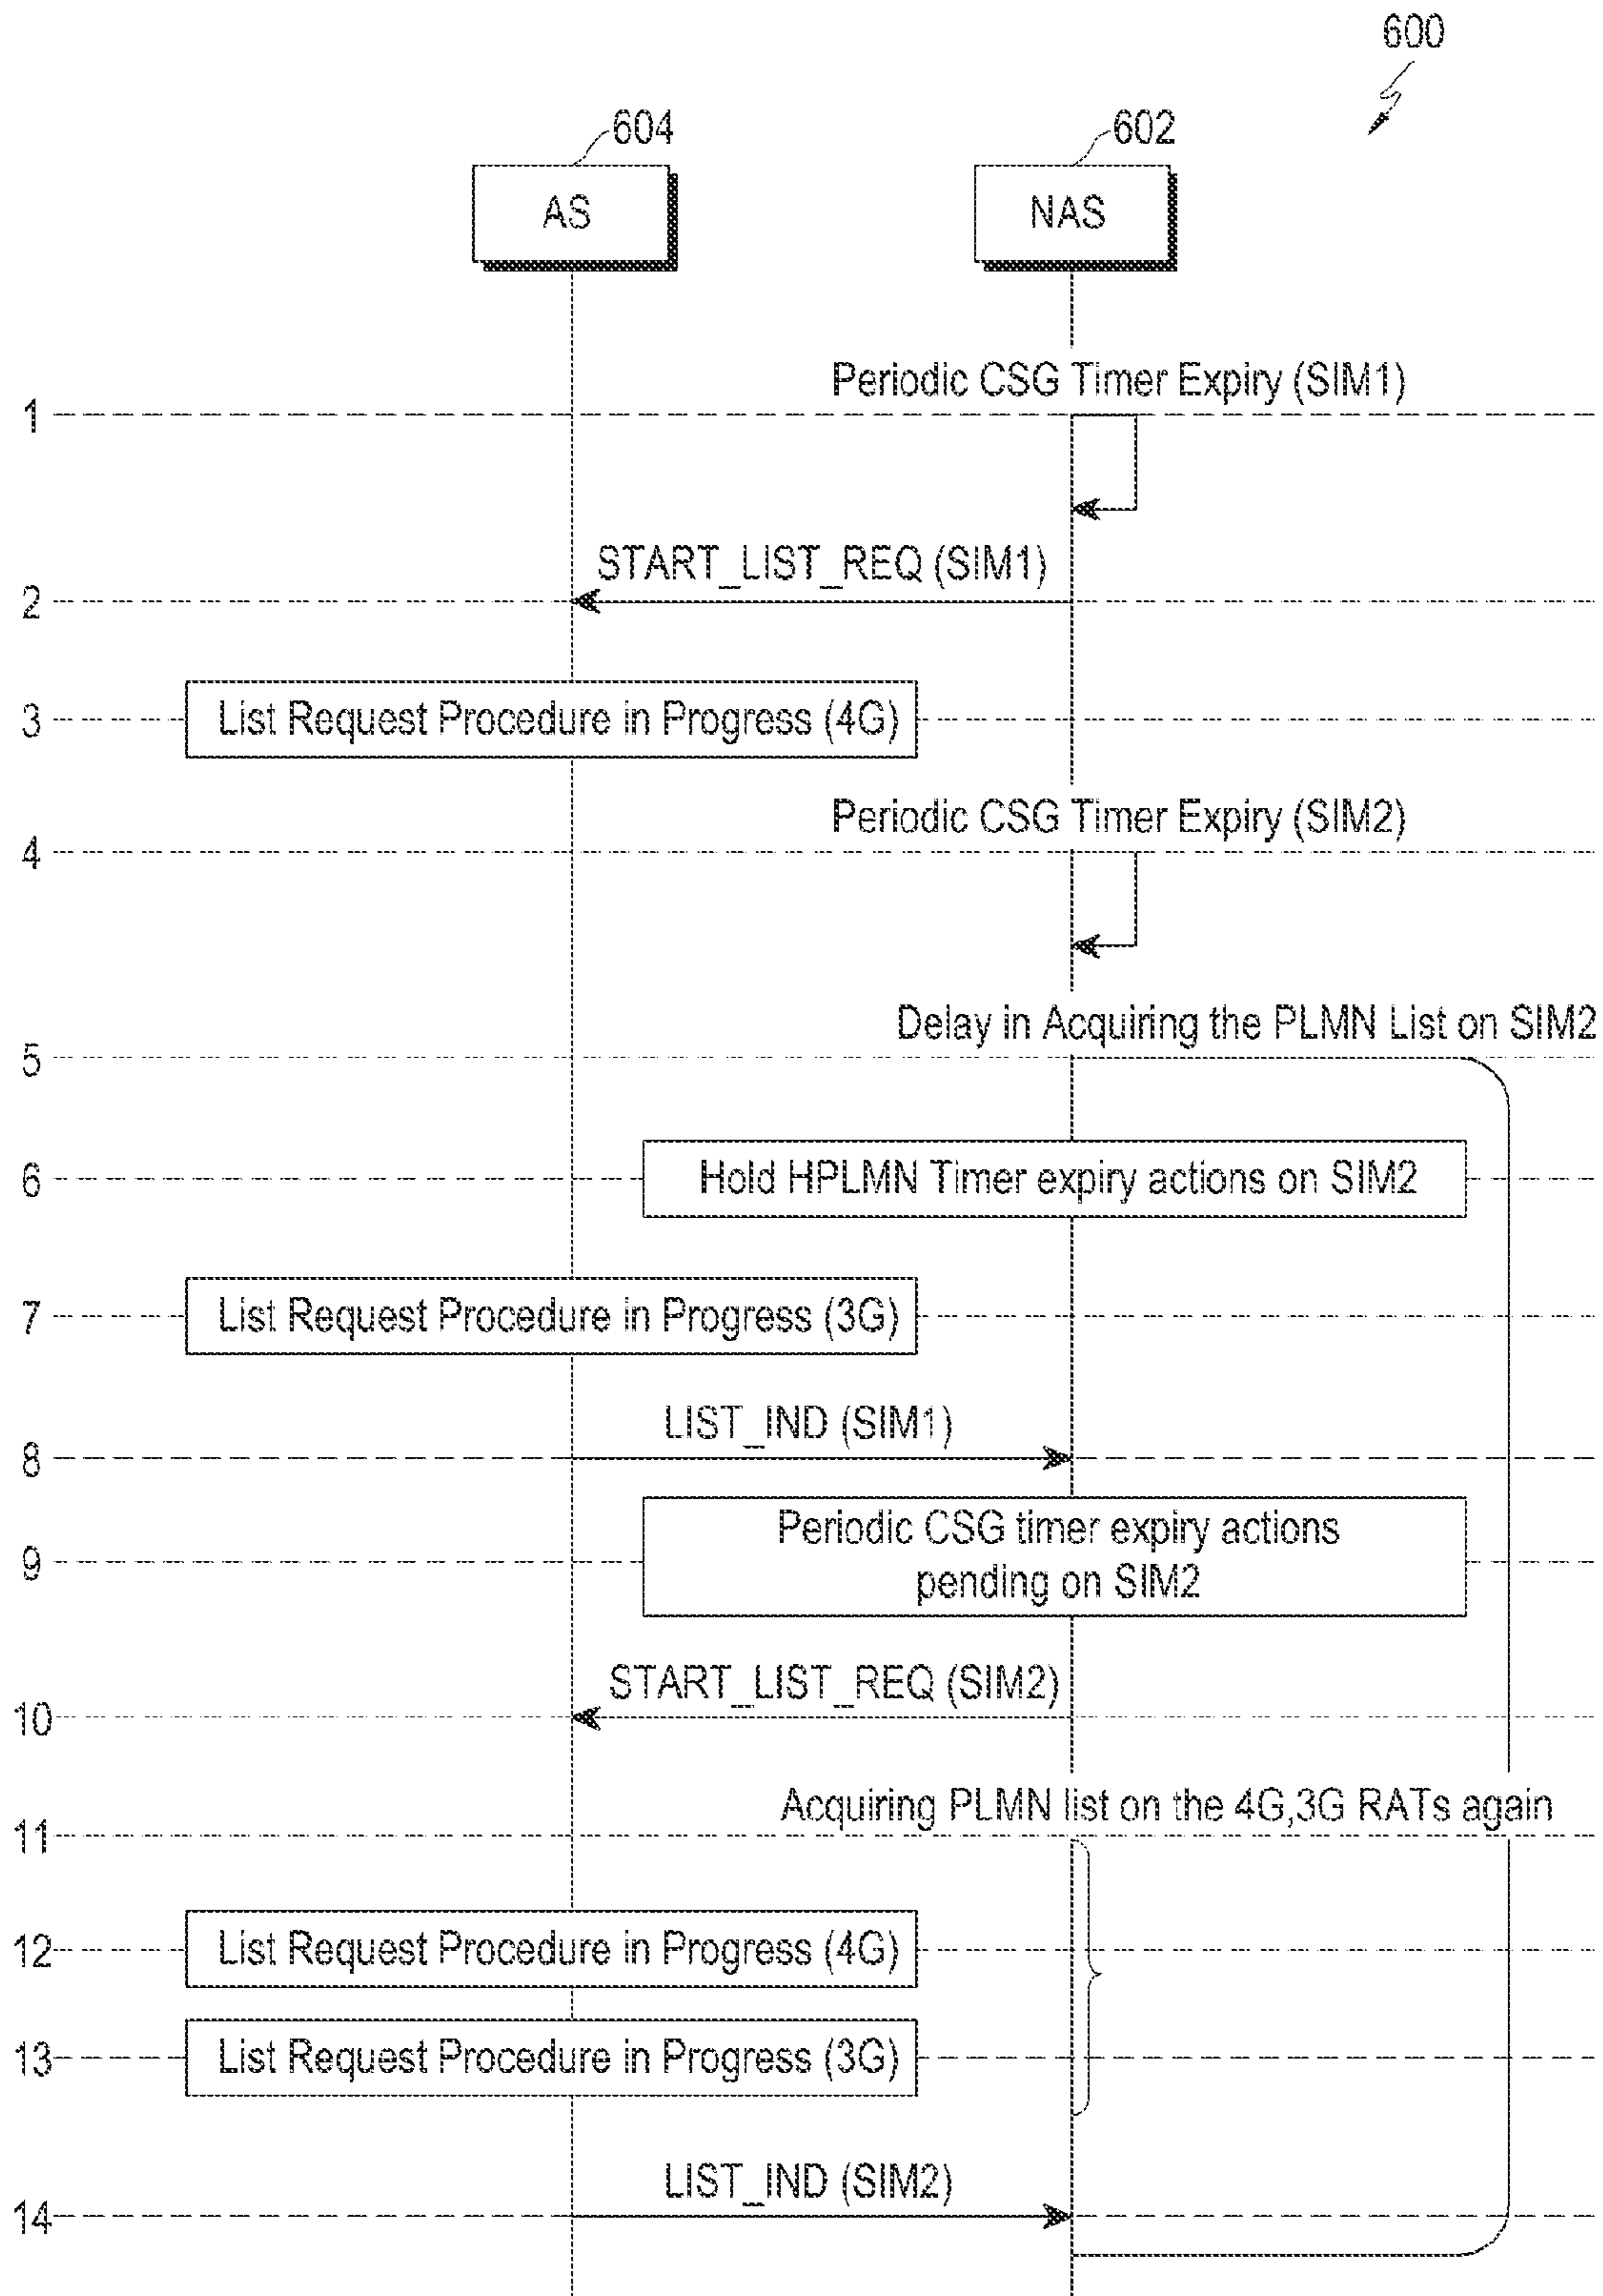 600
604
602
AS
NAS
Periodic CSG Timer Expiry (SIM1)
1
START_LIST_REQ (SIM1)
2
3
List Request Procedure in Progress (4G)
Periodic CSG Timer Expiry (SIM2)
4
Delay in Acquiring the PLMN List on SIM2
5
6
Hold HPLMN Timer expiry actions on SIM2
7
List Request Procedure in Progress (3G)
LIST_IND (SIM1)
8
Periodic CSG timer expiry actions
pending on SIM2
9
START_LIST_REQ (SIM2)
10
Acquiring PLMN list on the 4G,3G RATs again
11
12
List Request Procedure in Progress (4G)
13
List Request Procedure in Progress (3G)
LIST_IND (SIM2)
14